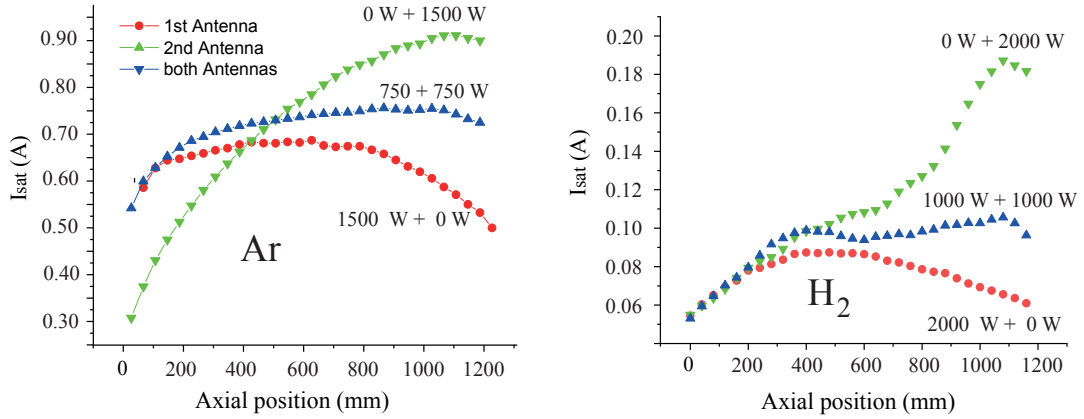 1st Antenna
2nd Antenna
both Antennas
0 W + 1500 W
750 + 750 W
1500 W + 0 W
Ar
0.90
0.80
0.70
0.60
0.50
0.40
0.30
I_sat (A)
0 200 400 600 800 1000 1200
Axial position (mm)
0 W + 2000 W
1000 W + 1000 W
2000 W + 0 W
H_2
0.20
0.18
0.16
0.14
0.12
0.10
0.08
0.06
I_sat (A)
0 200 400 600 800 1000 1200
Axial position (mm)